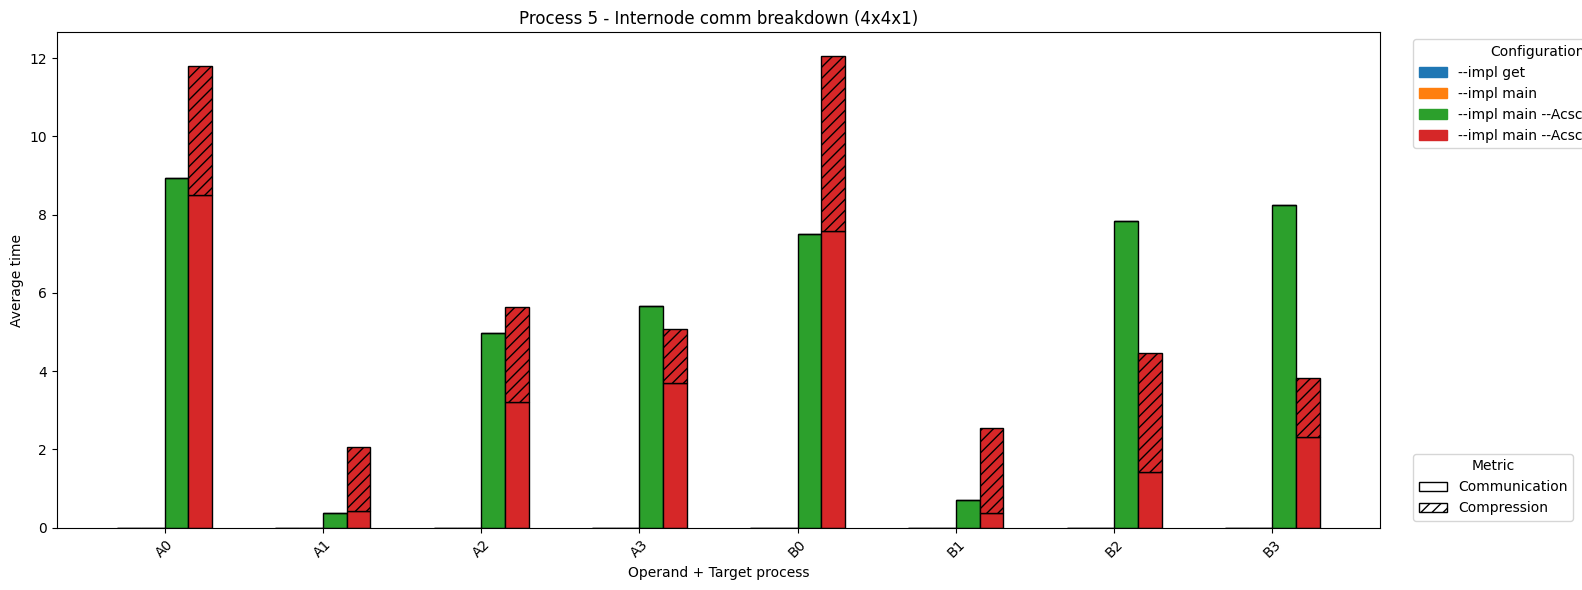 Process 5 - Internode comm breakdown (4x4x1)
Average time
12
10
8
6
4
2
0
A0
A1
A2
A3
B0
B1
B2
B3
Operand + Target process
Configuration
--impl get
--impl main
--impl main --Acsc
--impl main --Acsc
Metric
Communication
Compression